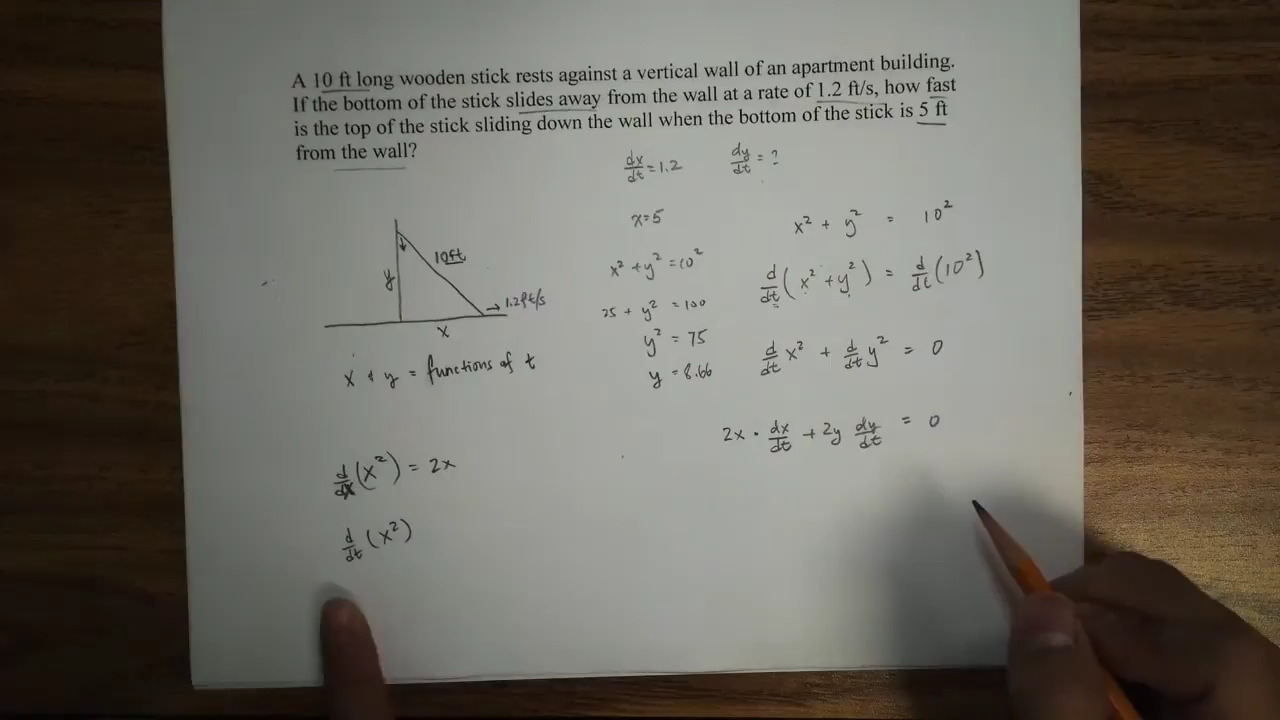 A 10 ft long wooden stick rests against a vertical wall of an apartment building.
If the bottom of the stick slides away from the wall at a rate of 1.2 ft/s, how fast
is the top of the stick sliding down the wall when the bottom of the stick is 5 ft
from the wall?
dx/dt = 1.2 dy/dt = ?
x=5
x² + y² = 10²
25 + y² = 100
y² = 75
y = 8.66
x² + y² = 10²
d/dt (x² + y²) = d/dt (10²)
d/dt x² + d/dt y² = 0
2x · dx/dt + 2y dy/dt = 0
10ft
y
→ 1.2ft/s
x
x & y = functions of t
d/dx (x²) = 2x
d/dt (x²)